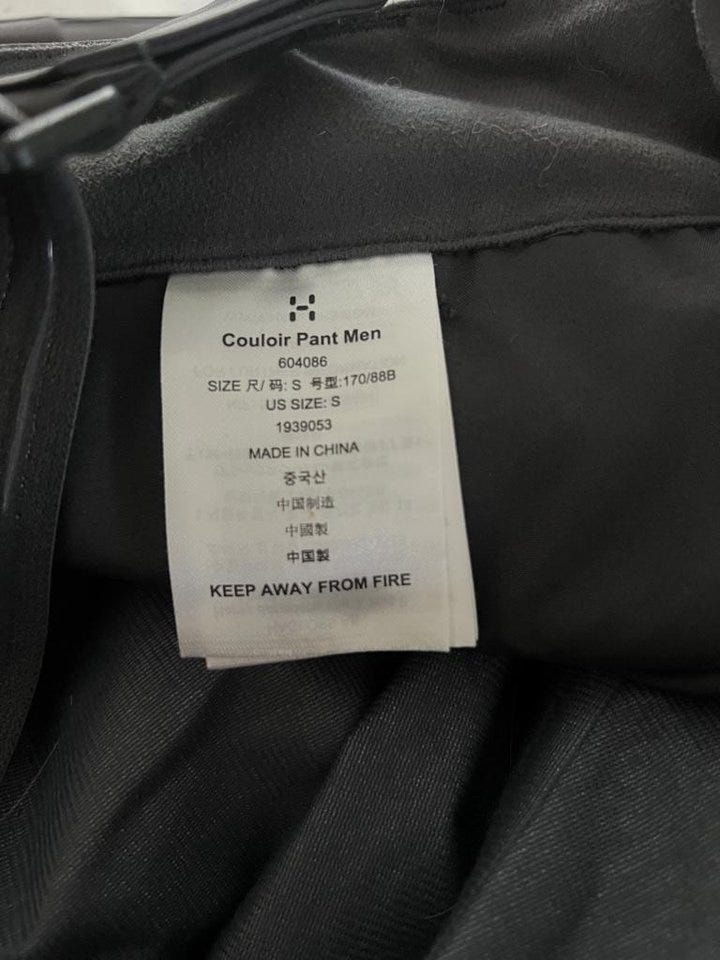 Couloir Pant Men
604086
SIZE 尺/ 码: S 号型:170/88B
US SIZE: S
1939053
MADE IN CHINA
중국산
中国制造
中國製
中国製
KEEP AWAY FROM FIRE